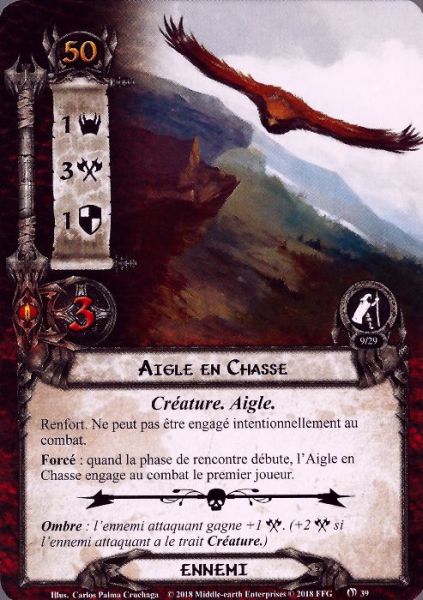 50
1
3
1
3
9/29
AIGLE EN CHASSE
Créature. Aigle.
Renfort. Ne peut pas être engagé intentionnellement au
combat.
Forcé : quand la phase de rencontre débute, l'Aigle en
Chasse engage au combat le premier joueur.
Ombre : l'ennemi attaquant gagne +1 . (+2 si
l'ennemi attaquant a le trait Créature.)
ENNEMI
Illus. Carlos Palma Cruchaga © 2018 Middle-earth Enterprises © 2018 FFG 39